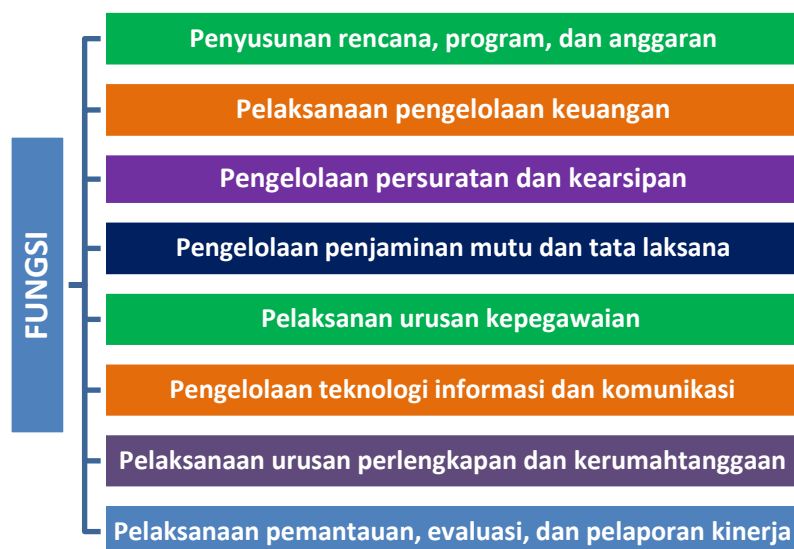 FUNGSI
Penyusunan rencana, program, dan anggaran
Pelaksanaan pengelolaan keuangan
Pengelolaan persuratan dan kearsipan
Pengelolaan penjaminan mutu dan tata laksana
Pelaksanan urusan kepegawaian
Pengelolaan teknologi informasi dan komunikasi
Pelaksanaan urusan perlengkapan dan kerumahtanggaan
Pelaksanaan pemantauan, evaluasi, dan pelaporan kinerja